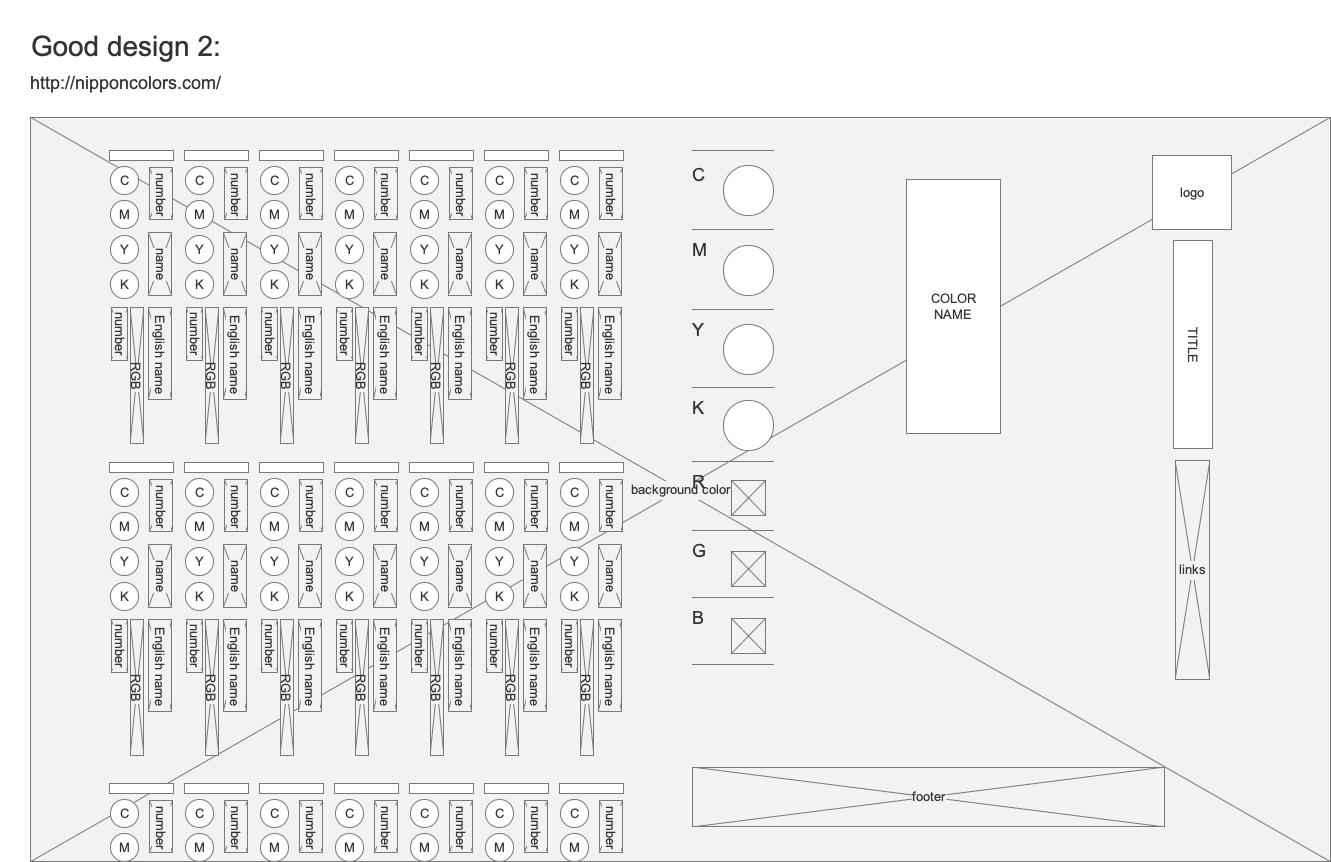 Good design 2:
http://nipponcolors.com/
C number C number C number C number C number C number C number
M M M M M M M
Y name Y name Y name Y name Y name Y name Y name
K K K K K K K
number RGB English name number RGB English name number RGB English name number RGB English name number RGB English name number RGB English name number RGB English name
C number C number C number C number C number C number C number
M M M M M M M
Y name Y name Y name Y name Y name Y name Y name
K K K K K K K
number RGB English name number RGB English name number RGB English name number RGB English name number RGB English name number RGB English name number RGB English name
C number C number C number C number C number C number C number
M M M M M M M
background color
C
M
Y
K
R
G
B
COLOR
NAME
logo
TITLE
links
footer